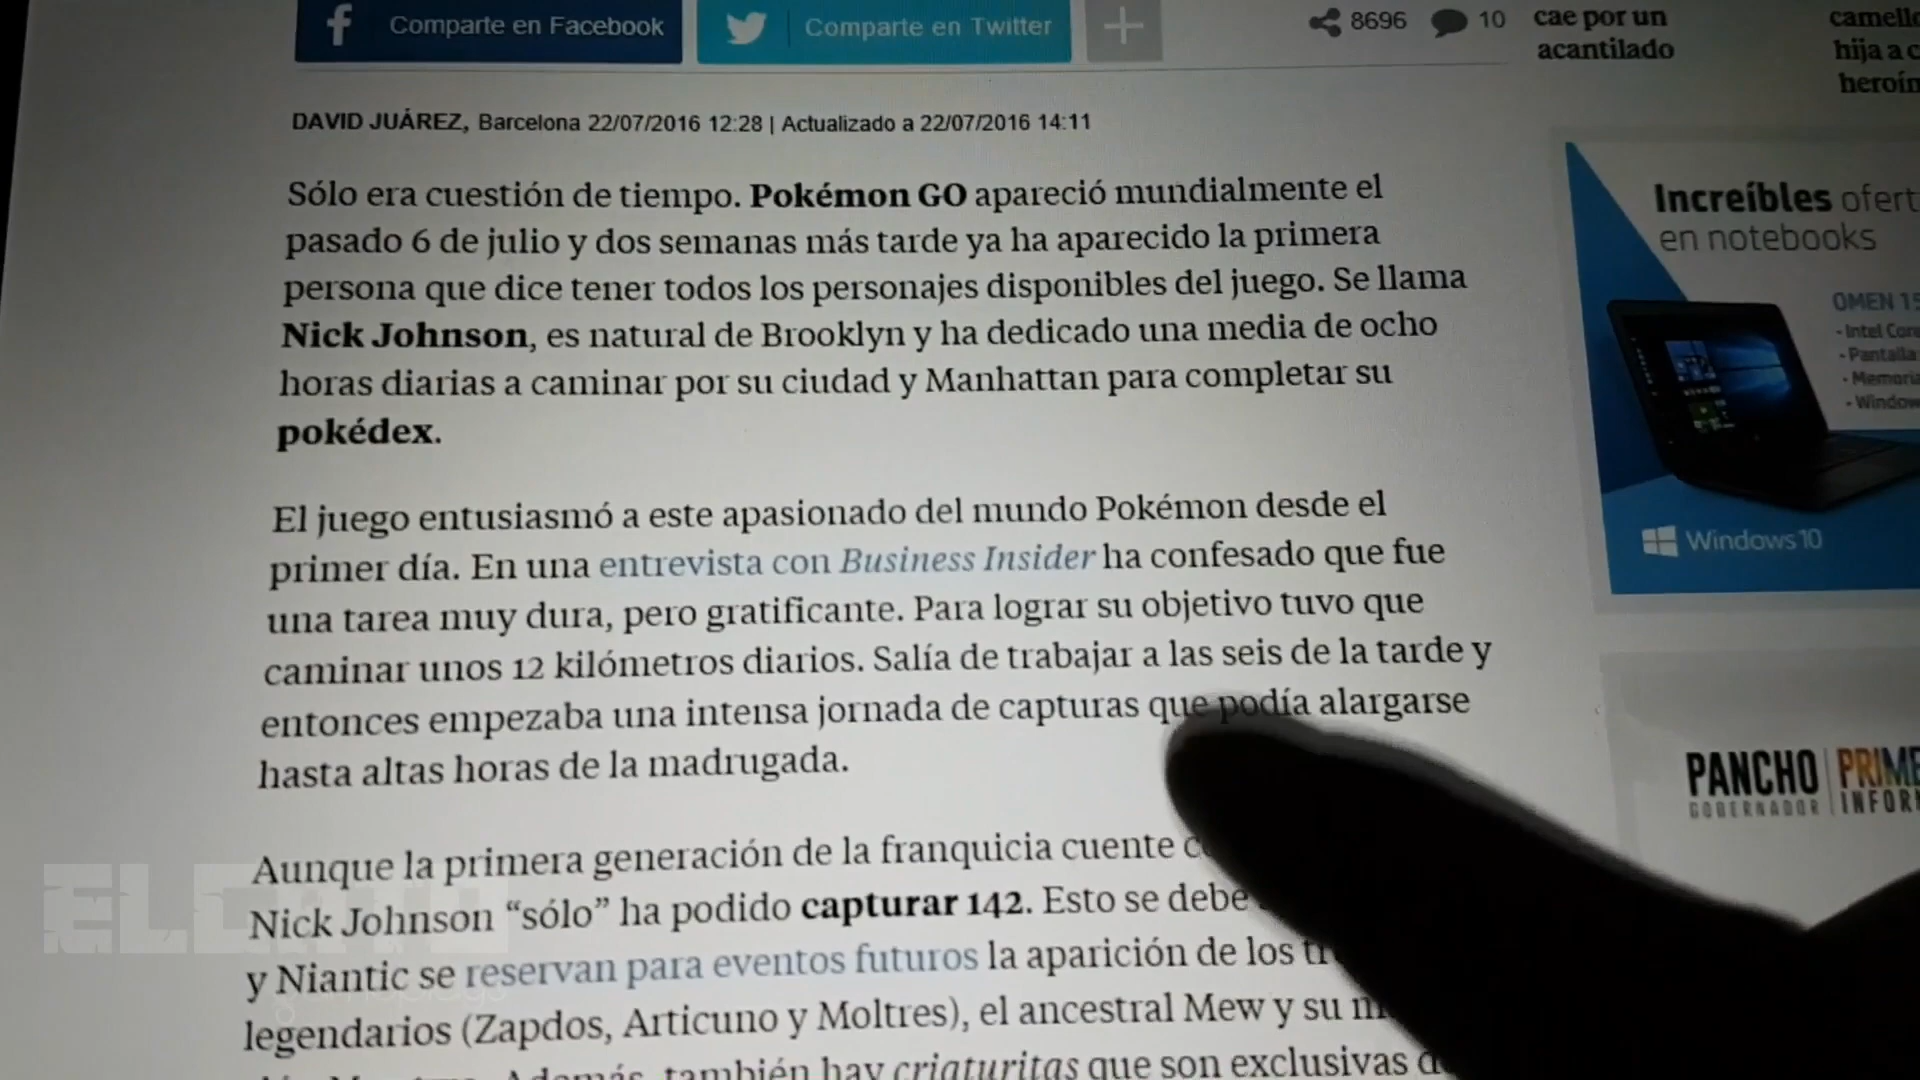 Comparte en Facebook
Comparte en Twitter
8696
10
cae por un
acantilado
hija a
DAVID JUÁREZ, Barcelona 22/07/2016 12:28 | Actualizado a 22/07/2016 14:11
Sólo era cuestión de tiempo. Pokémon GO apareció mundialmente el
pasado 6 de julio y dos semanas más tarde ya ha aparecido la primera
persona que dice tener todos los personajes disponibles del juego. Se llama
Nick Johnson, es natural de Brooklyn y ha dedicado una media de ocho
horas diarias a caminar por su ciudad y Manhattan para completar su
pokédex.
El juego entusiasmó a este apasionado del mundo Pokémon desde el
primer día. En una entrevista con Business Insider ha confesado que fue
una tarea muy dura, pero gratificante. Para lograr su objetivo tuvo que
caminar unos 12 kilómetros diarios. Salía de trabajar a las seis de la tarde y
entonces empezaba una intensa jornada de capturas que podía alargarse
hasta altas horas de la madrugada.
Aunque la primera generación de la franquicia cuente
Nick Johnson “sólo” ha podido capturar 142. Esto se debe
y Niantic se reservan para eventos futuros la aparición de los
legendarios (Zapdos, Articuno y Moltres), el ancestral Mew y su
Además, también hay criaturitas que son exclusivas
Increíbles
en notebooks
OMEN 15
- Intel
- Pantalla
Windows 10
PANCHO
GOBERNADOR